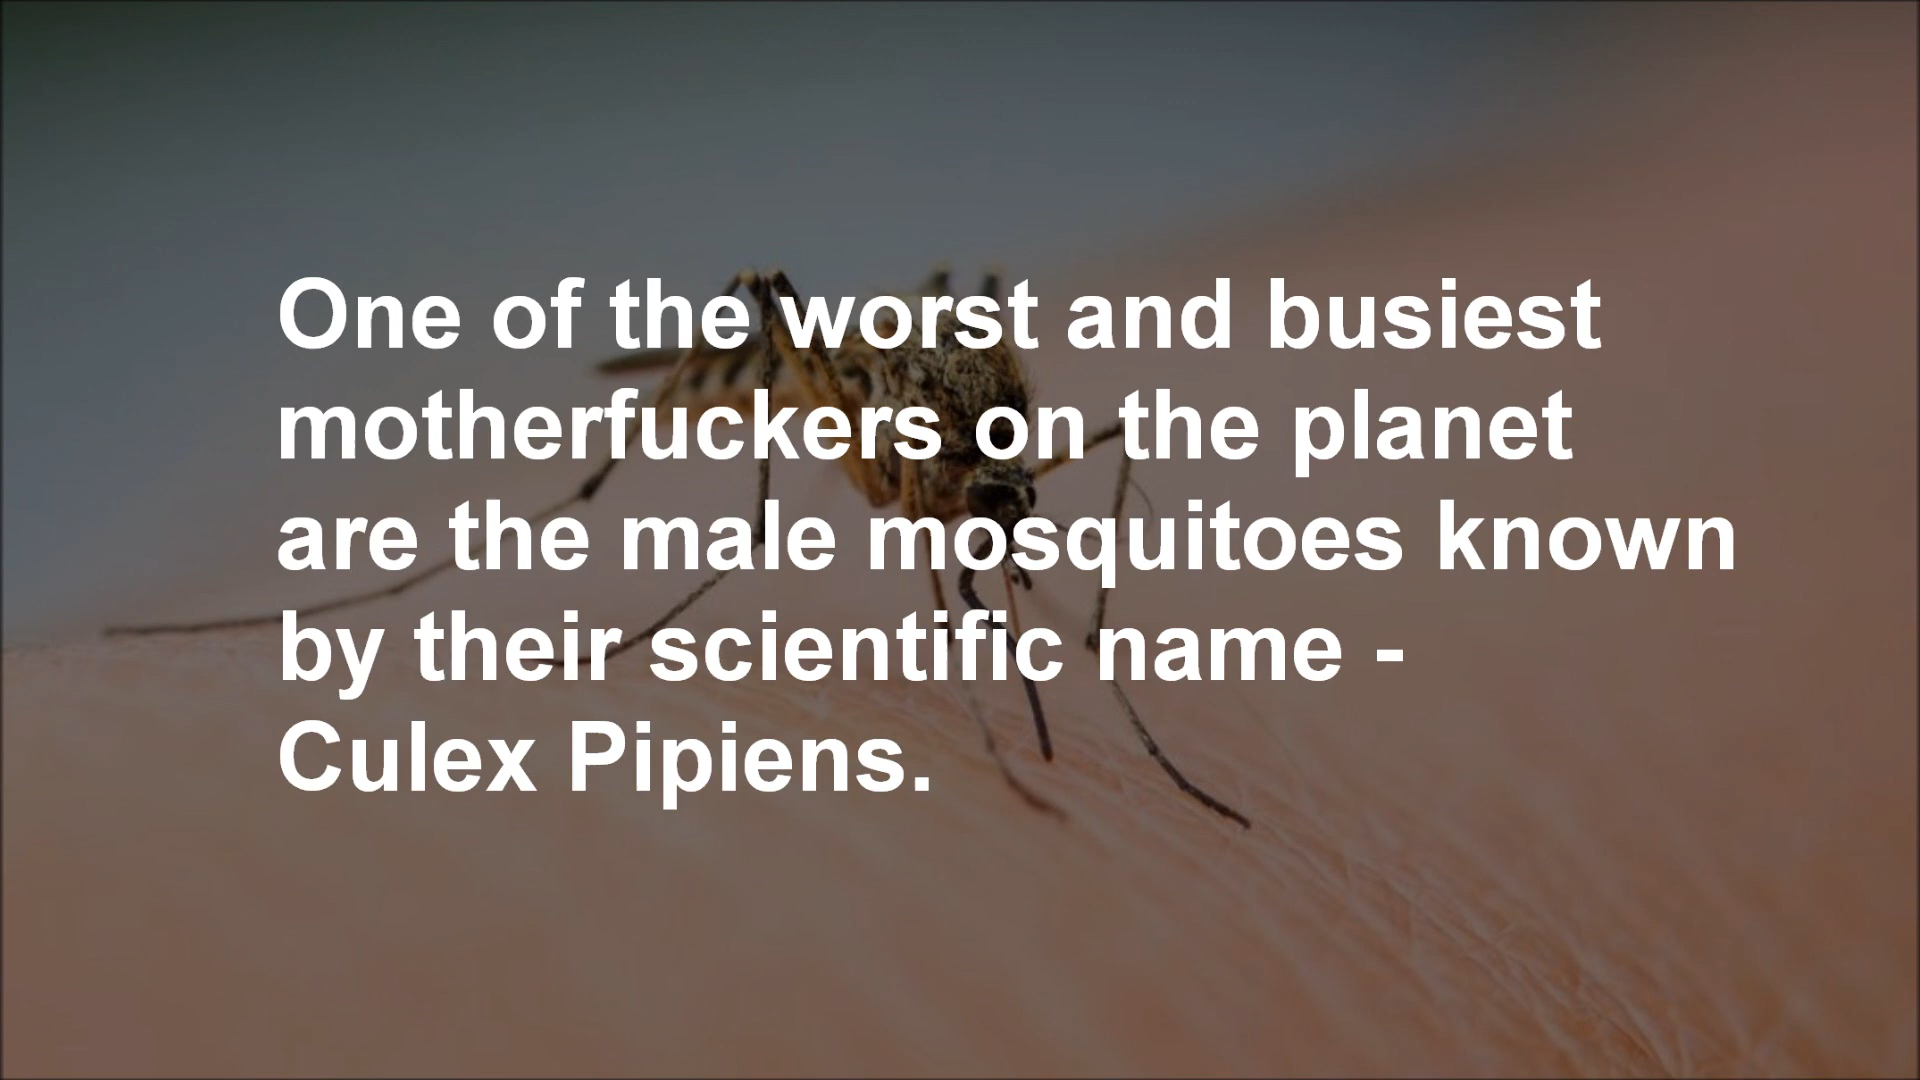 One of the worst and busiest
motherfuckers on the planet
are the male mosquitoes known
by their scientific name -
Culex Pipiens.